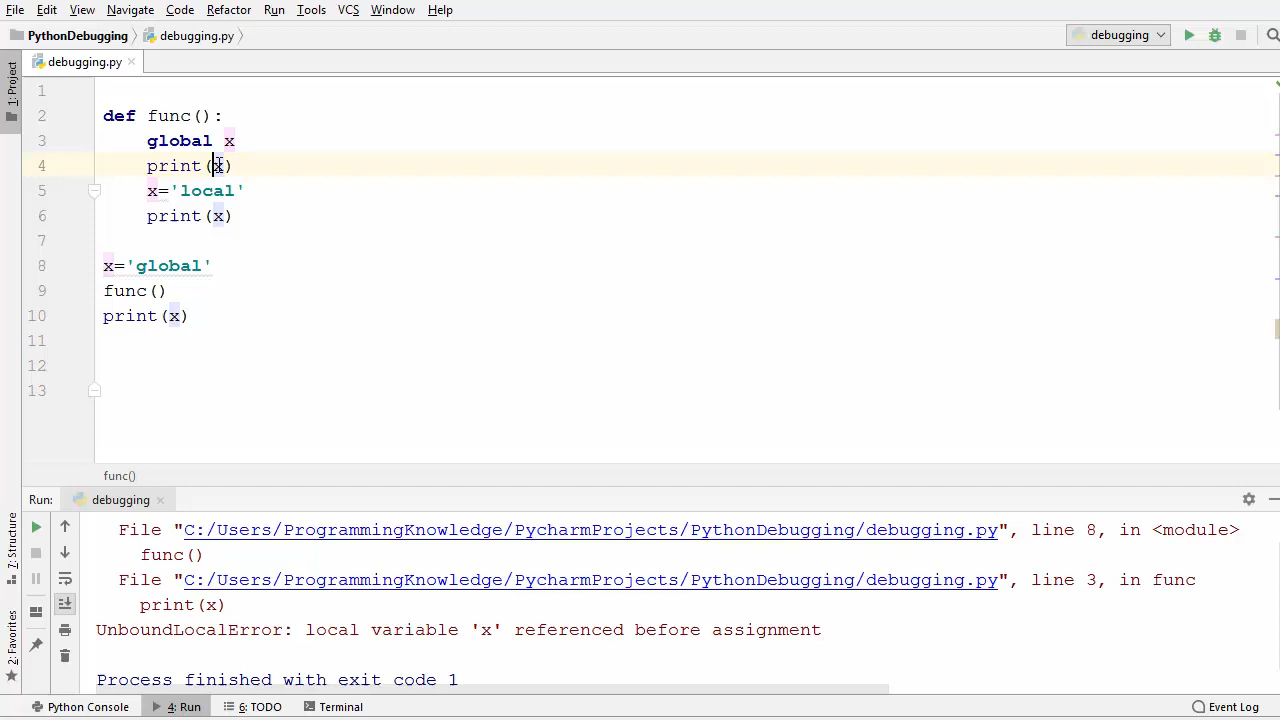 File Edit View Navigate Code Refactor Run Tools VCS Window Help
PythonDebugging debugging.py debugging
debugging.py
1: Project
1
2 def func():
3 global x
4 print(x)
5 x='local'
6 print(x)
7
8 x='global'
9 func()
10 print(x)
11
12
13
func()
Run: debugging
File "C:/Users/ProgrammingKnowledge/PycharmProjects/PythonDebugging/debugging.py", line 8, in <module>
func()
File "C:/Users/ProgrammingKnowledge/PycharmProjects/PythonDebugging/debugging.py", line 3, in func
print(x)
UnboundLocalError: local variable 'x' referenced before assignment
Process finished with exit code 1
7: Structure
2: Favorites
Python Console 4: Run 6: TODO Terminal Event Log